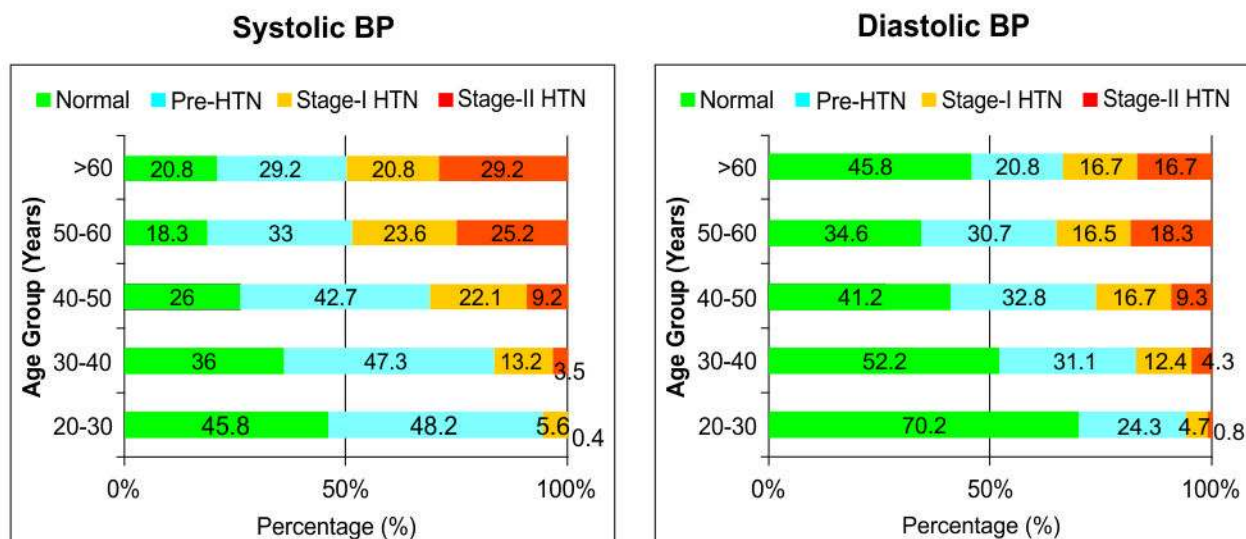 Systolic BP
Normal Pre-HTN Stage-I HTN Stage-II HTN
Age Group (Years)
>60 20.8 29.2 20.8 29.2
50-60 18.3 33 23.6 25.2
40-50 26 42.7 22.1 9.2
30-40 36 47.3 13.2 3.5
20-30 45.8 48.2 5.6 0.4
0% 50% 100%
Percentage (%)
Diastolic BP
Normal Pre-HTN Stage-I HTN Stage-II HTN
Age Group (Years)
>60 45.8 20.8 16.7 16.7
50-60 34.6 30.7 16.5 18.3
40-50 41.2 32.8 16.7 9.3
30-40 52.2 31.1 12.4 4.3
20-30 70.2 24.3 4.7 0.8
0% 50% 100%
Percentage (%)